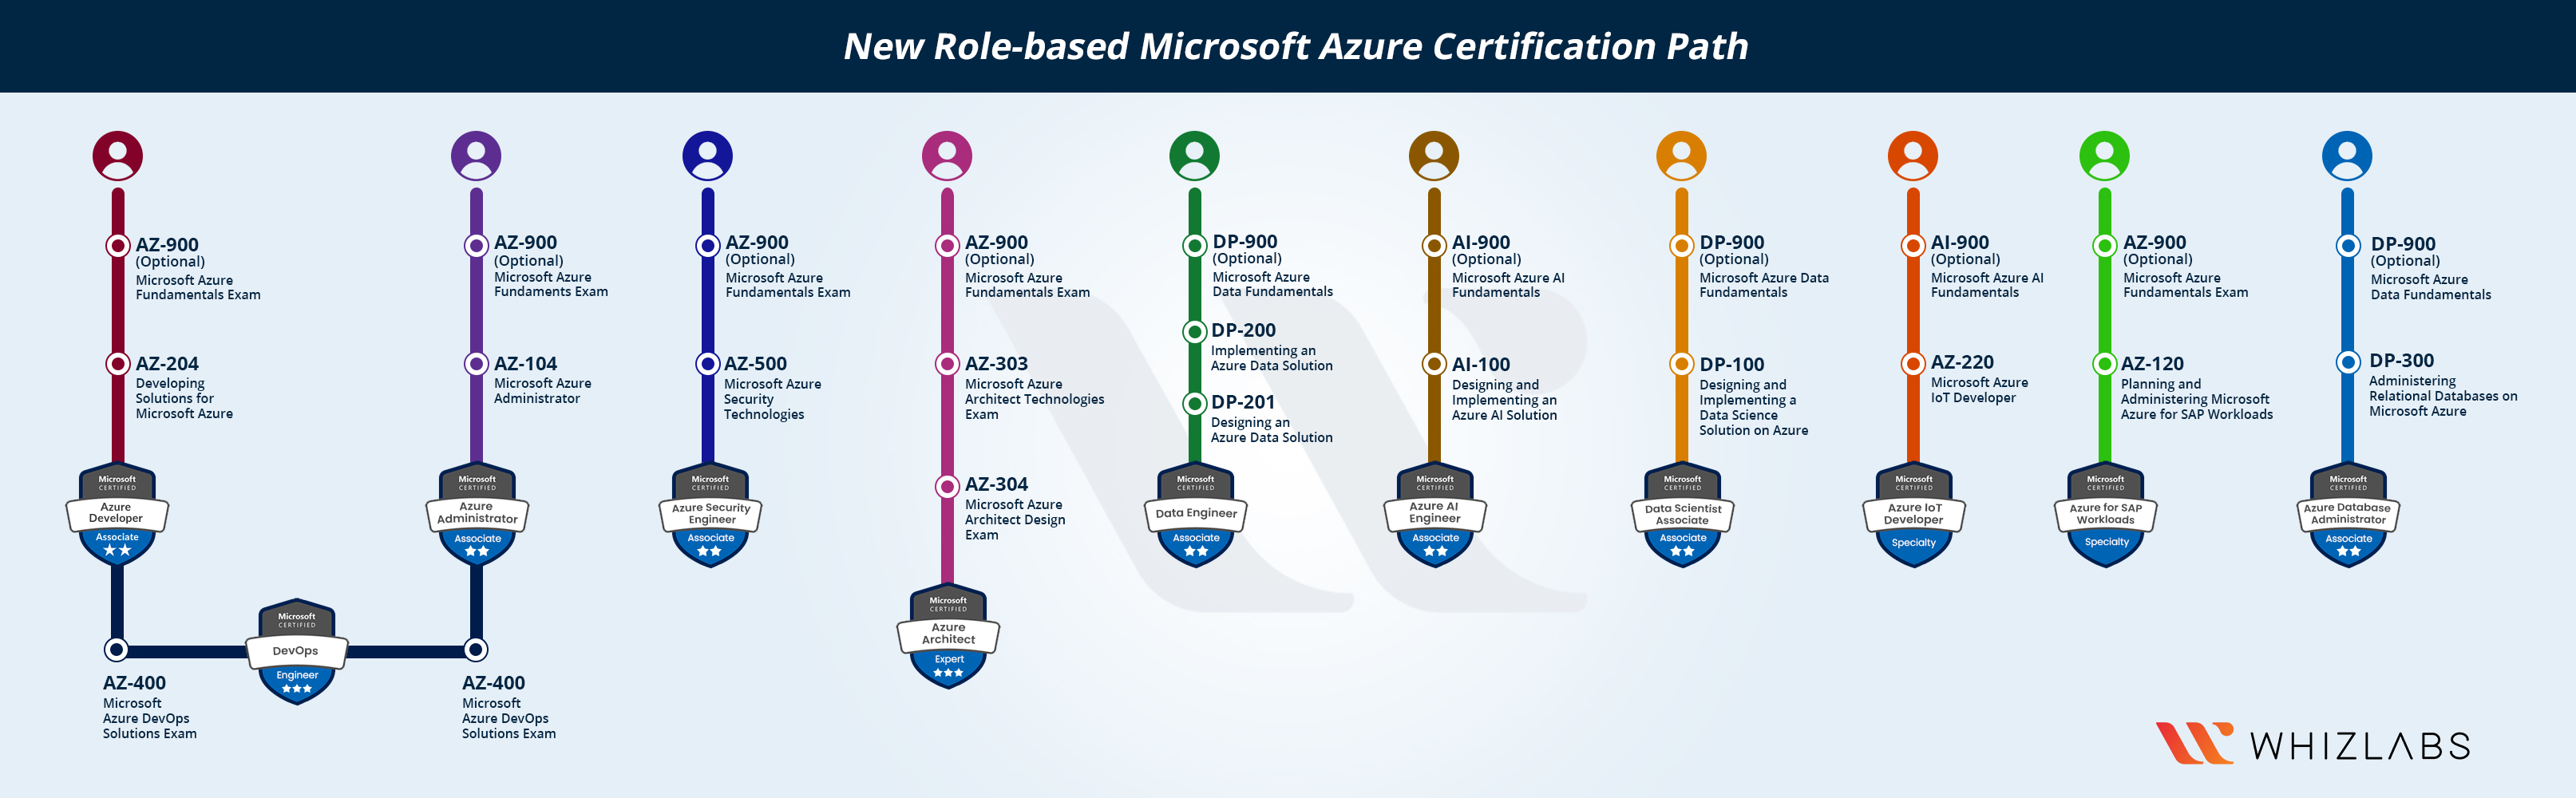 New Role-based Microsoft Azure Certification Path
AZ-900
(Optional)
Microsoft Azure
Fundamentals Exam
AZ-204
Developing
Solutions for
Microsoft Azure
Microsoft
CERTIFIED
Azure
Developer
Associate
AZ-400
Microsoft
Azure DevOps
Solutions Exam
Microsoft
CERTIFIED
DevOps
Engineer
AZ-900
(Optional)
Microsoft Azure
Fundaments Exam
AZ-104
Microsoft Azure
Administrator
Microsoft
CERTIFIED
Azure
Administrator
Associate
AZ-400
Microsoft
Azure DevOps
Solutions Exam
AZ-900
(Optional)
Microsoft Azure
Fundamentals Exam
AZ-500
Microsoft Azure
Security
Technologies
Microsoft
CERTIFIED
Azure Security
Engineer
Associate
AZ-900
(Optional)
Microsoft Azure
Fundamentals Exam
AZ-303
Microsoft Azure
Architect Technologies
Exam
AZ-304
Microsoft Azure
Architect Design
Exam
Microsoft
CERTIFIED
Azure
Architect
Expert
DP-900
(Optional)
Microsoft Azure
Data Fundamentals
DP-200
Implementing an
Azure Data Solution
DP-201
Designing an
Azure Data Solution
Microsoft
CERTIFIED
Data Engineer
Associate
AI-900
(Optional)
Microsoft Azure AI
Fundamentals
AI-100
Designing and
Implementing an
Azure AI Solution
Microsoft
CERTIFIED
Azure AI
Engineer
Associate
DP-900
(Optional)
Microsoft Azure Data
Fundamentals
DP-100
Designing and
Implementing a
Data Science
Solution on Azure
Microsoft
CERTIFIED
Data Scientist
Associate
Associate
AI-900
(Optional)
Microsoft Azure AI
Fundamentals
AZ-220
Microsoft Azure
IoT Developer
Microsoft
CERTIFIED
Azure IoT
Developer
Specialty
AZ-900
(Optional)
Microsoft Azure
Fundamentals Exam
AZ-120
Planning and
Administering Microsoft
Azure for SAP Workloads
Microsoft
CERTIFIED
Azure for SAP
Workloads
Specialty
DP-900
(Optional)
Microsoft Azure
Data Fundamentals
DP-300
Administering
Relational Databases on
Microsoft Azure
Microsoft
CERTIFIED
Azure Database
Administrator
Associate
WHIZLABS